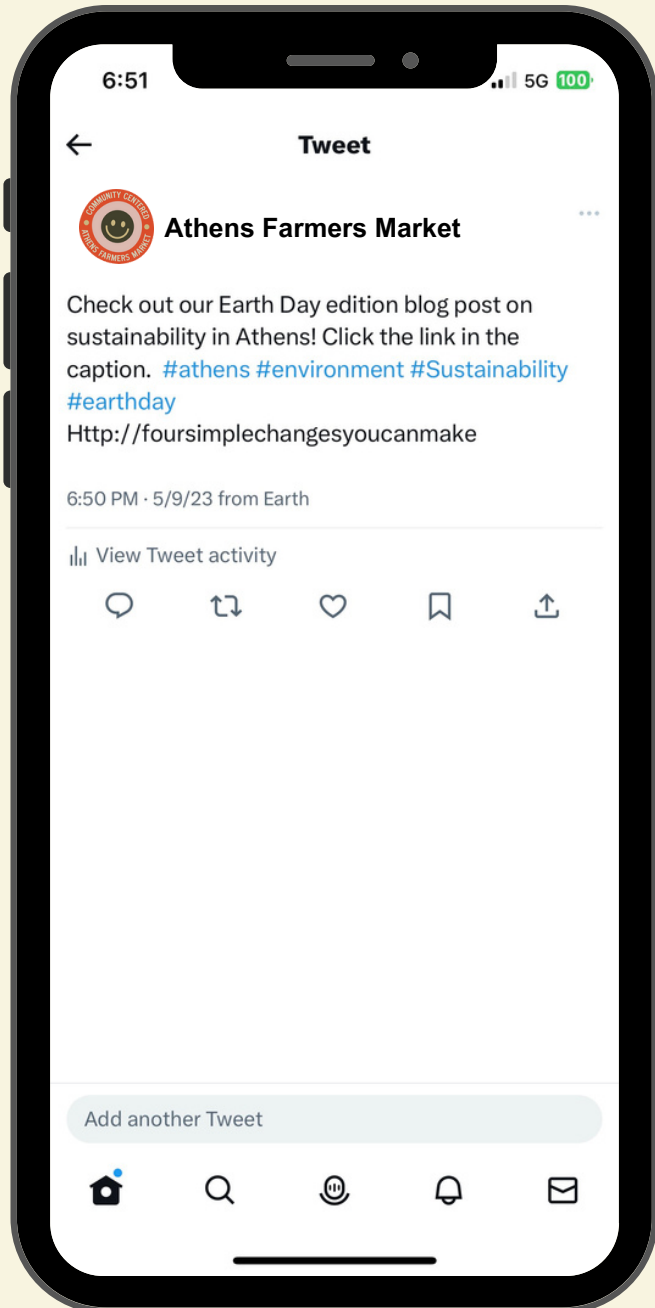 6:51
5G 100
Tweet
COMMUNITY CENTERED
ATHENS FARMERS MARKET
Athens Farmers Market
Check out our Earth Day edition blog post on
sustainability in Athens! Click the link in the
caption.  #athens #environment #Sustainability
#earthday
Http://foursimplechangesyoucanmake
6:50 PM · 5/9/23 from Earth
View Tweet activity
Add another Tweet